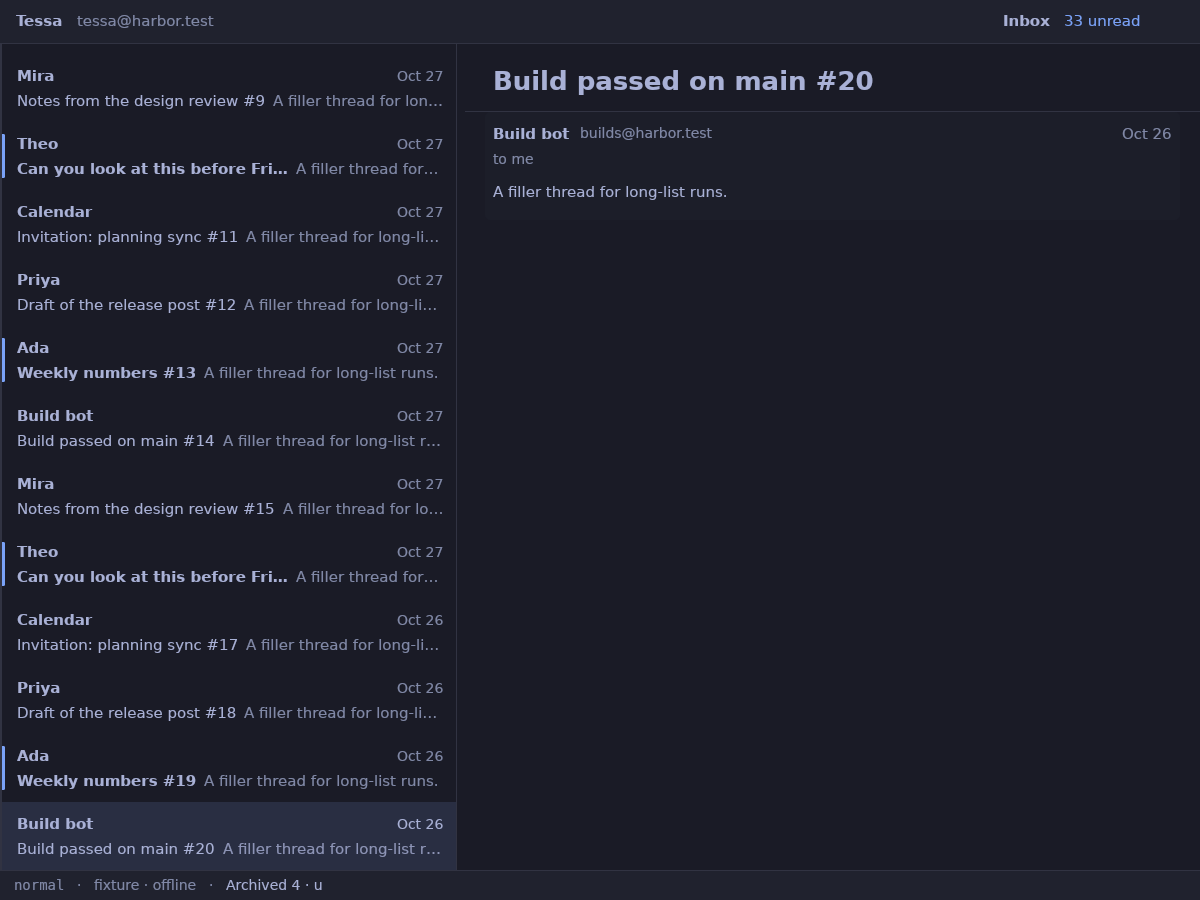 Tessa tessa@harbor.test Inbox 33 unread
Mira Oct 27
Notes from the design review #9 A filler thread for lon…
Theo Oct 27
Can you look at this before Fri… A filler thread for…
Calendar Oct 27
Invitation: planning sync #11 A filler thread for long-li…
Priya Oct 27
Draft of the release post #12 A filler thread for long-li…
Ada Oct 27
Weekly numbers #13 A filler thread for long-list runs.
Build bot Oct 27
Build passed on main #14 A filler thread for long-list r…
Mira Oct 27
Notes from the design review #15 A filler thread for lo…
Theo Oct 27
Can you look at this before Fri… A filler thread for…
Calendar Oct 26
Invitation: planning sync #17 A filler thread for long-li…
Priya Oct 26
Draft of the release post #18 A filler thread for long-li…
Ada Oct 26
Weekly numbers #19 A filler thread for long-list runs.
Build bot Oct 26
Build passed on main #20 A filler thread for long-list r…
Build passed on main #20
Build bot builds@harbor.test Oct 26
to me
A filler thread for long-list runs.
normal · fixture · offline · Archived 4 · u